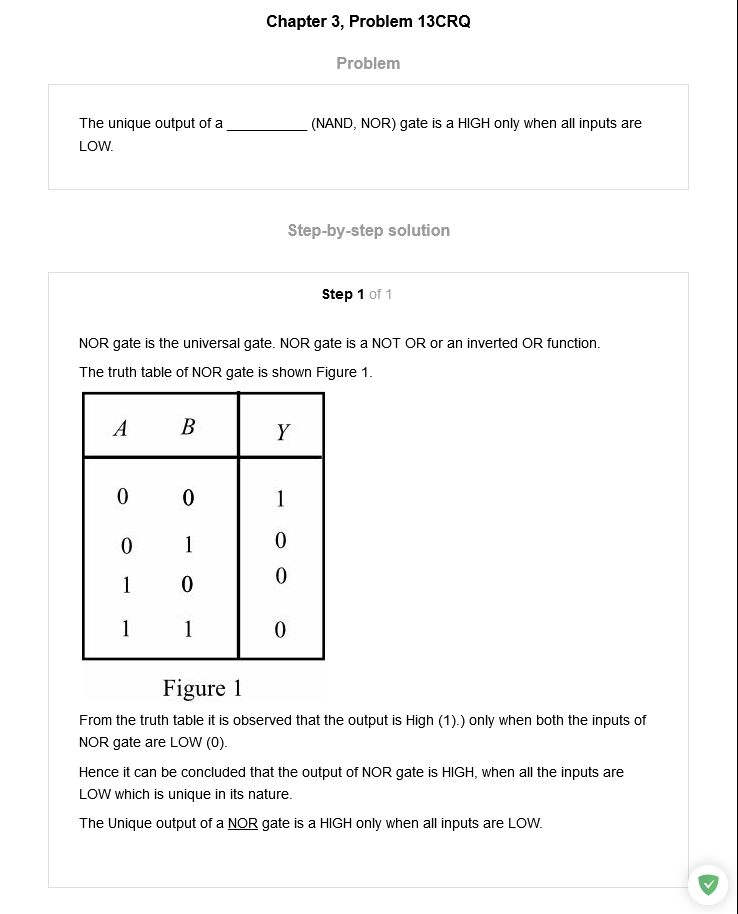 Chapter 3, Problem 13CRQ
Problem
The unique output of a __________ (NAND, NOR) gate is a HIGH only when all inputs are
LOW.
Step-by-step solution
Step 1 of 1
NOR gate is the universal gate. NOR gate is a NOT OR or an inverted OR function.
The truth table of NOR gate is shown Figure 1.
A B Y
0 0 1
0 1 0
1 0 0
1 1 0
Figure 1
From the truth table it is observed that the output is High (1).) only when both the inputs of
NOR gate are LOW (0).
Hence it can be concluded that the output of NOR gate is HIGH, when all the inputs are
LOW which is unique in its nature.
The Unique output of a NOR gate is a HIGH only when all inputs are LOW.